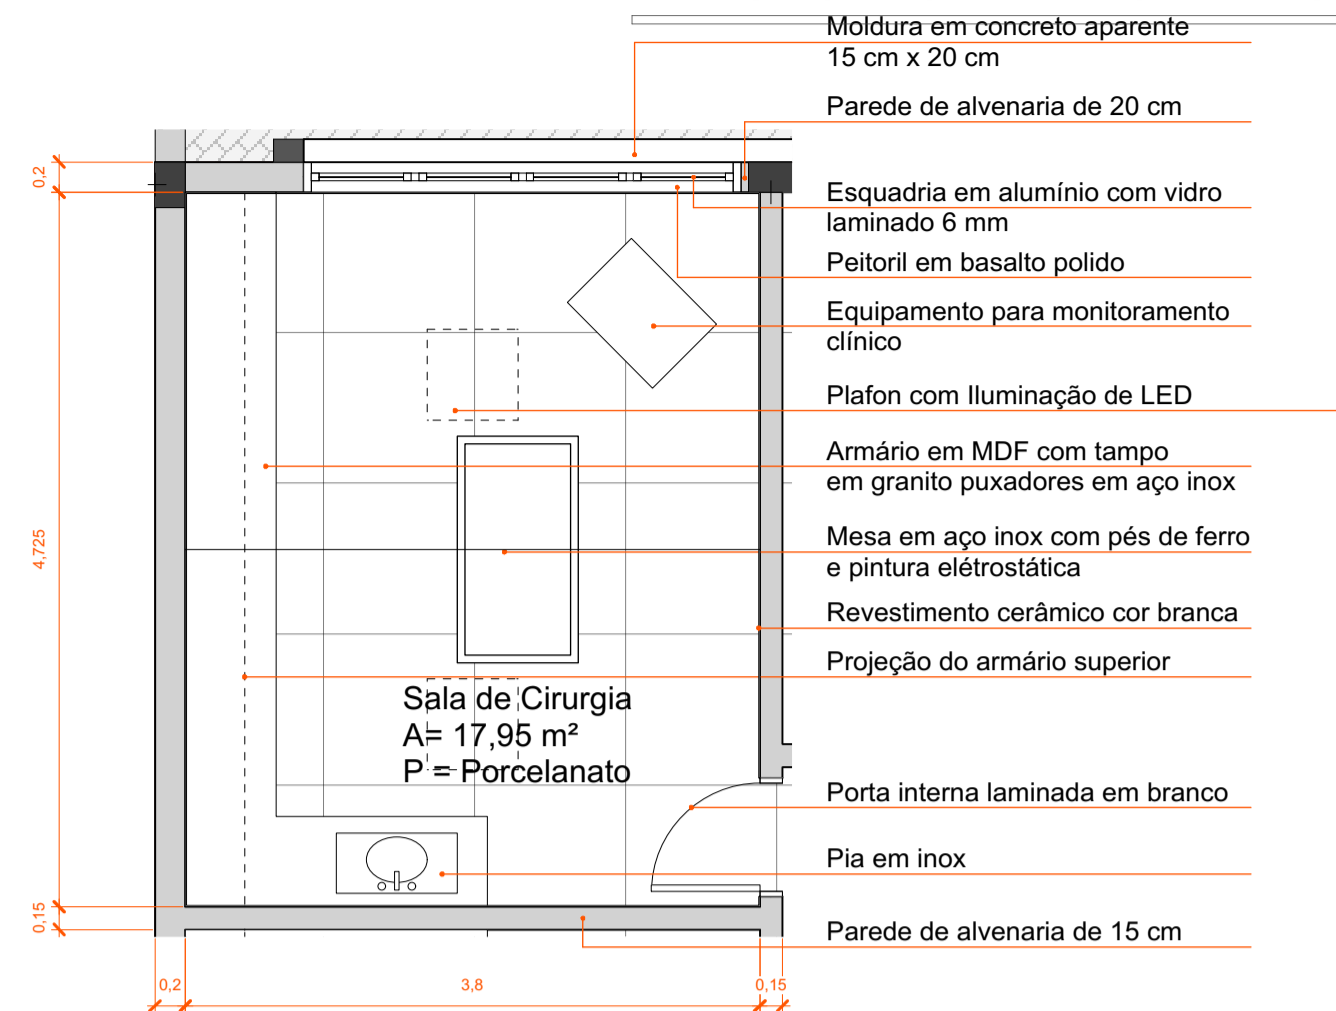 Moldura em concreto aparente
15 cm x 20 cm
Parede de alvenaria de 20 cm
Esquadria em alumínio com vidro
laminado 6 mm
Peitoril em basalto polido
Equipamento para monitoramento
clínico
Plafon com Iluminação de LED
Armário em MDF com tampo
em granito puxadores em aço inox
Mesa em aço inox com pés de ferro
e pintura elétrostática
Revestimento cerâmico cor branca
Projeção do armário superior
Porta interna laminada em branco
Pia em inox
Parede de alvenaria de 15 cm
Sala de Cirurgia
A= 17,95 m²
P = Porcelanato
0,2
4,725
0,15
0,2
3,8
0,15